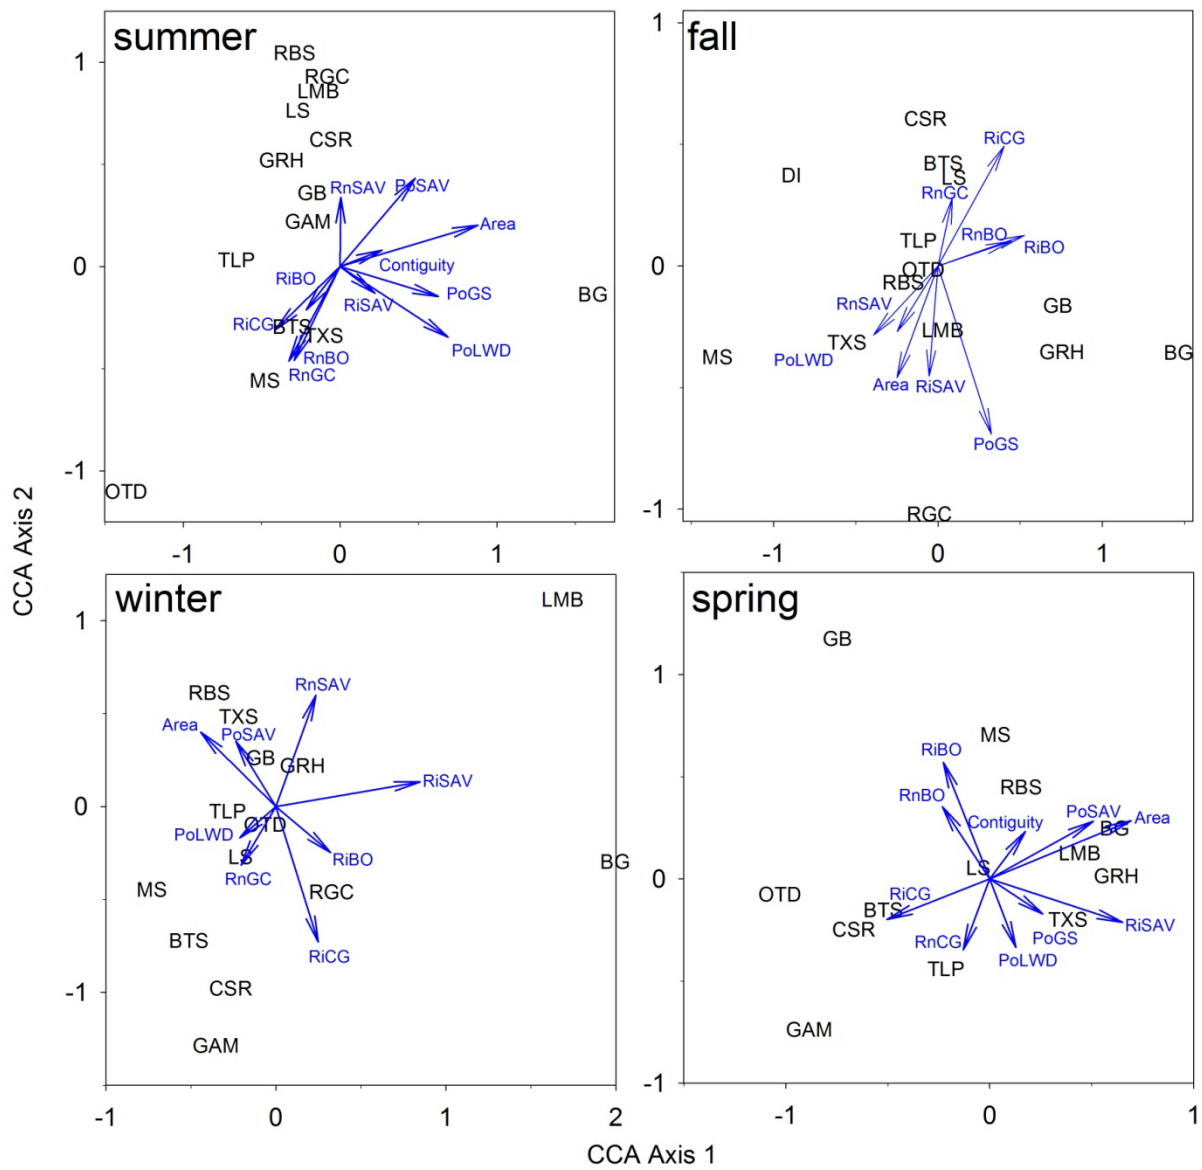 summer
RBS
RGC
LMB
LS
CSR
GRH
GB
RnSAV
PoSAV
GAM
Area
TLP
Contiguity
RiBO
RiSAV
PoGS
BG
RiCG
BTS
TXS
RnBO
PoLWD
RnGC
MS
OTD
1
0
-1
-1
0
1
fall
CSR
RiCG
BTS
LS
DI
RnGC
TLP
RnBO
RiBO
OTD
RBS
RnSAV
GB
LMB
TXS
MS
PoLWD
GRH
BG
Area
RiSAV
PoGS
RGC
1
0
-1
-1
0
1
CCA Axis 2
winter
LMB
RBS
RnSAV
TXS
Area
PoSAV
GB
GRH
RiSAV
TLP
OTD
PoLWD
LS
RiBO
BG
RnGC
MS
RGC
BTS
RiCG
CSR
GAM
1
0
-1
-1
0
1
2
spring
GB
MS
RiBO
RBS
RnBO
Contiguity
PoSAV
BG
Area
LMB
LS
GRH
OTD
RiCG
BTS
CSR
TXS
RiSAV
RnCG
PoGS
PoLWD
TLP
GAM
1
0
-1
-1
0
1
CCA Axis 1